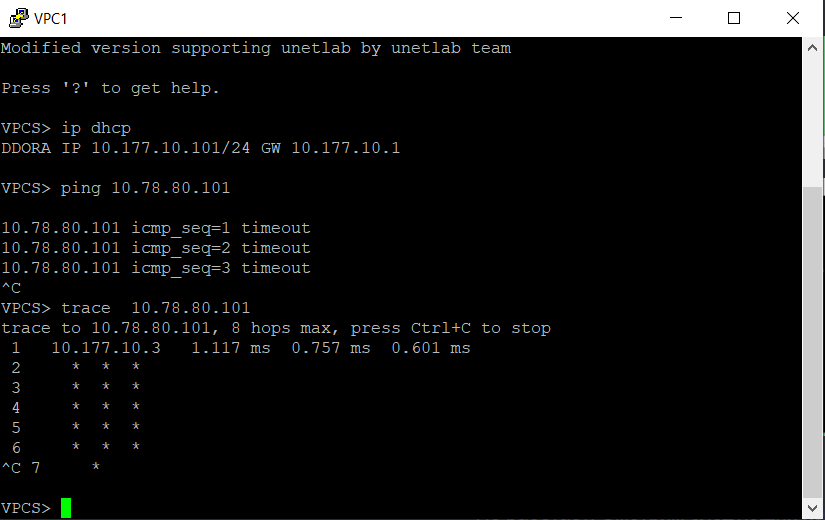 VPC1
Modified version supporting unetlab by unetlab team
Press '?' to get help.
VPCS> ip dhcp
DDORA IP 10.177.10.101/24 GW 10.177.10.1
VPCS> ping 10.78.80.101
10.78.80.101 icmp_seq=1 timeout
10.78.80.101 icmp_seq=2 timeout
10.78.80.101 icmp_seq=3 timeout
^C
VPCS> trace  10.78.80.101
trace to 10.78.80.101, 8 hops max, press Ctrl+C to stop
 1   10.177.10.3   1.117 ms  0.757 ms  0.601 ms
 2     *  *  *
 3     *  *  *
 4     *  *  *
 5     *  *  *
 6     *  *  *
^C 7     *
VPCS>